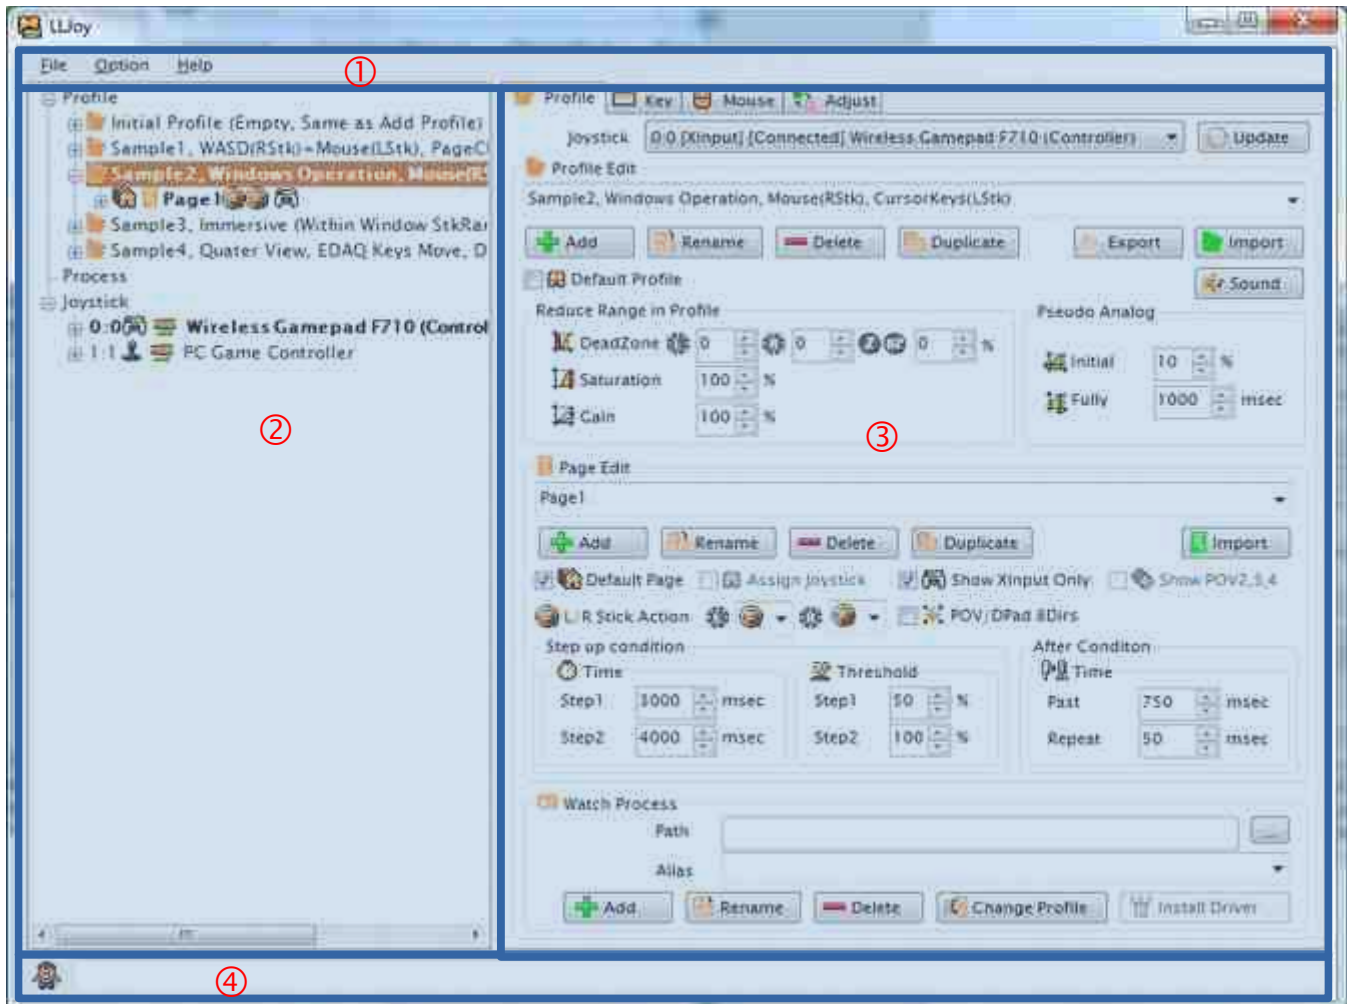 LLJoy
File Option Help
①
Profile
Initial Profile (Empty, Same as Add Profile)
Sample1, WASD(RStk)+Mouse(LStk), PageC
Sample2, Windows Operation, Mouse(RS
Page1
Sample3, Immersive (Within Window StkRa
Sample4, Quater View, EDAQ Keys Move, D
Process
Joystick
0:0 Wireless Gamepad F710 (Control
1:1 PC Game Controller
②
Profile Key Mouse Adjust
Joystick 0:0 [XInput] [Connected] Wireless Gamepad F710 (Controller) Update
Profile Edit
Sample2, Windows Operation, Mouse(RStk), CursorKeys(LStk)
Add Rename Delete Duplicate Export Import
Default Profile Sound
Reduce Range in Profile Pseudo Analog
DeadZone 0 0 0 %
Initial 10 %
Saturation 100 %
Fully 1000 msec
Gain 100 %
③
Page Edit
Page1
Add Rename Delete Duplicate Import
Default Page Assign Joystick Show XInput Only Show POV2,3,4
L/R Stick Action POV/DPad 8Dirs
Step up condition After Conditon
Time Threshold Time
Step1 3000 msec Step1 50 % Past 750 msec
Step2 4000 msec Step2 100 % Repeat 50 msec
Watch Process
Path
Alias
Add Rename Delete Change Profile Install Driver
④